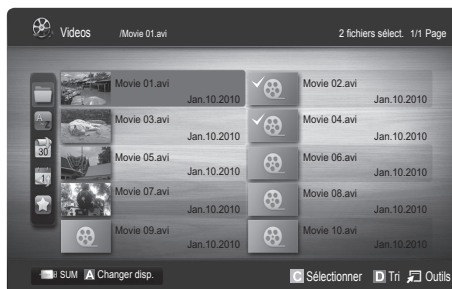 Videos /Movie 01.avi 2 fichiers sélect. 1/1 Page
Movie 01.avi
Jan.10.2010
Movie 02.avi
Jan.10.2010
Movie 03.avi
Jan.10.2010
Movie 04.avi
Jan.10.2010
Movie 05.avi
Jan.10.2010
Movie 06.avi
Jan.10.2010
Movie 07.avi
Jan.10.2010
Movie 08.avi
Jan.10.2010
Movie 09.avi
Jan.10.2010
Movie 10.avi
Jan.10.2010
SUM A Changer disp. C Sélectionner D Tri Outils